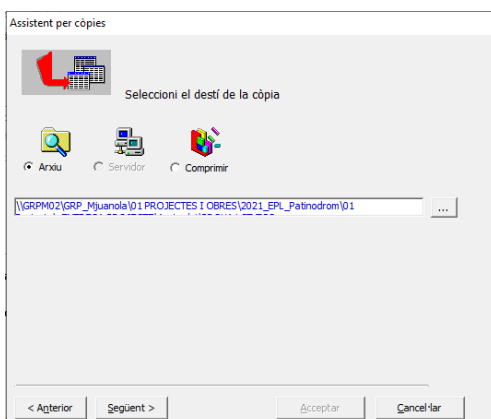 Assistent per còpies
Seleccioni el destí de la còpia
Arxiu
Servidor
Comprimir
\\GRPM02\GRP_Mjuanola\01 PROJECTES I OBRES\2021_EPL_Patinodrom\01
...
< Anterior
Següent >
Acceptar
Cancel·lar